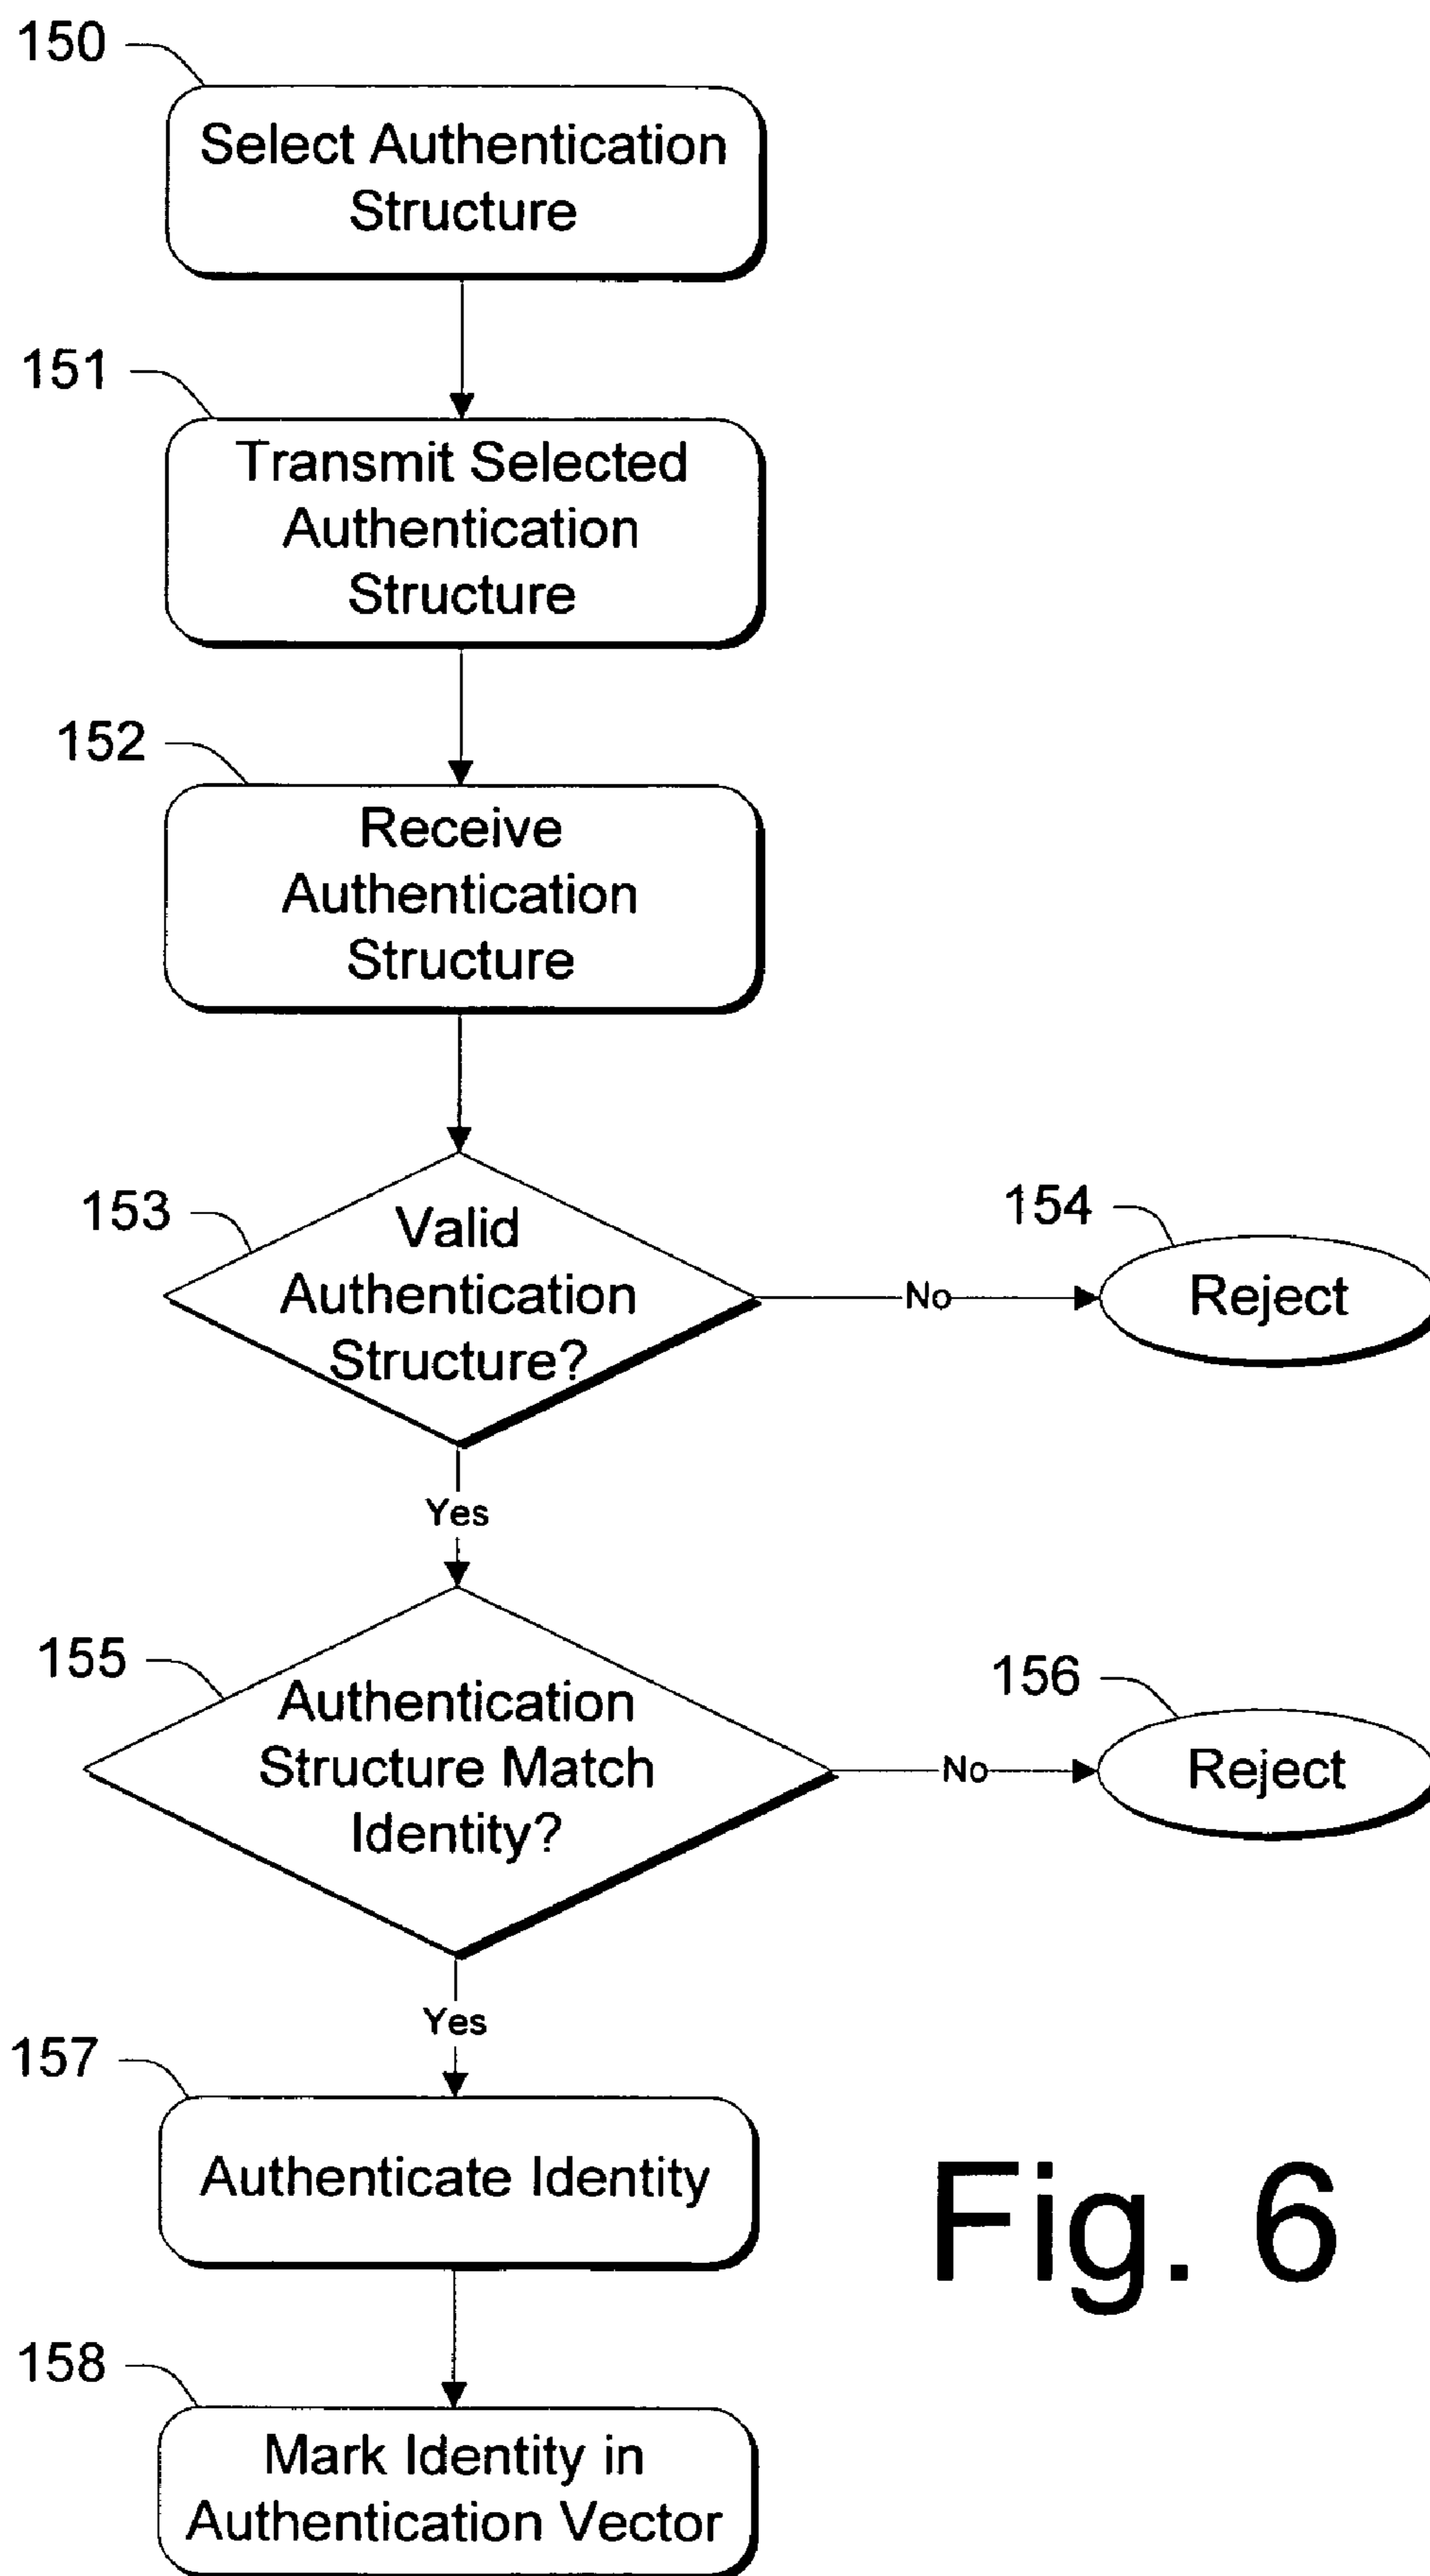 150
Select Authentication
Structure
151
Transmit Selected
Authentication
Structure
152
Receive
Authentication
Structure
153
Valid
Authentication
Structure?
No
154
Reject
Yes
155
Authentication
Structure Match
Identity?
No
156
Reject
Yes
157
Authenticate Identity
158
Mark Identity in
Authentication Vector
Fig. 6